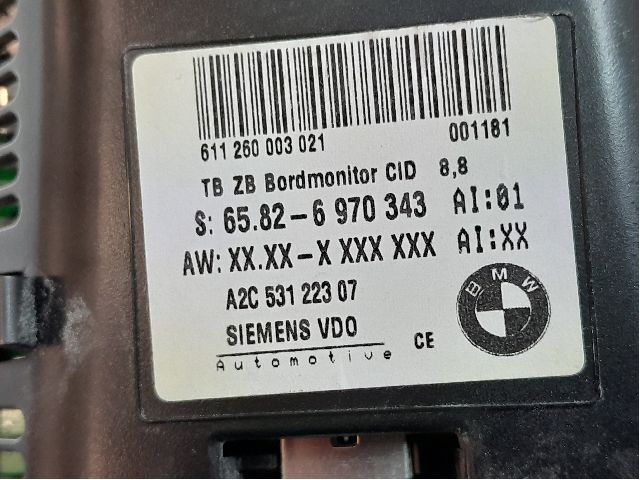 611 260 003 021 001181
TB ZB Bordmonitor CID 8,8
S: 65.82-6 970 343 AI:01
AW: XX.XX-X XXX XXX AI:XX
A2C 531 223 07
SIEMENS VDO
Automotive CE
BMW